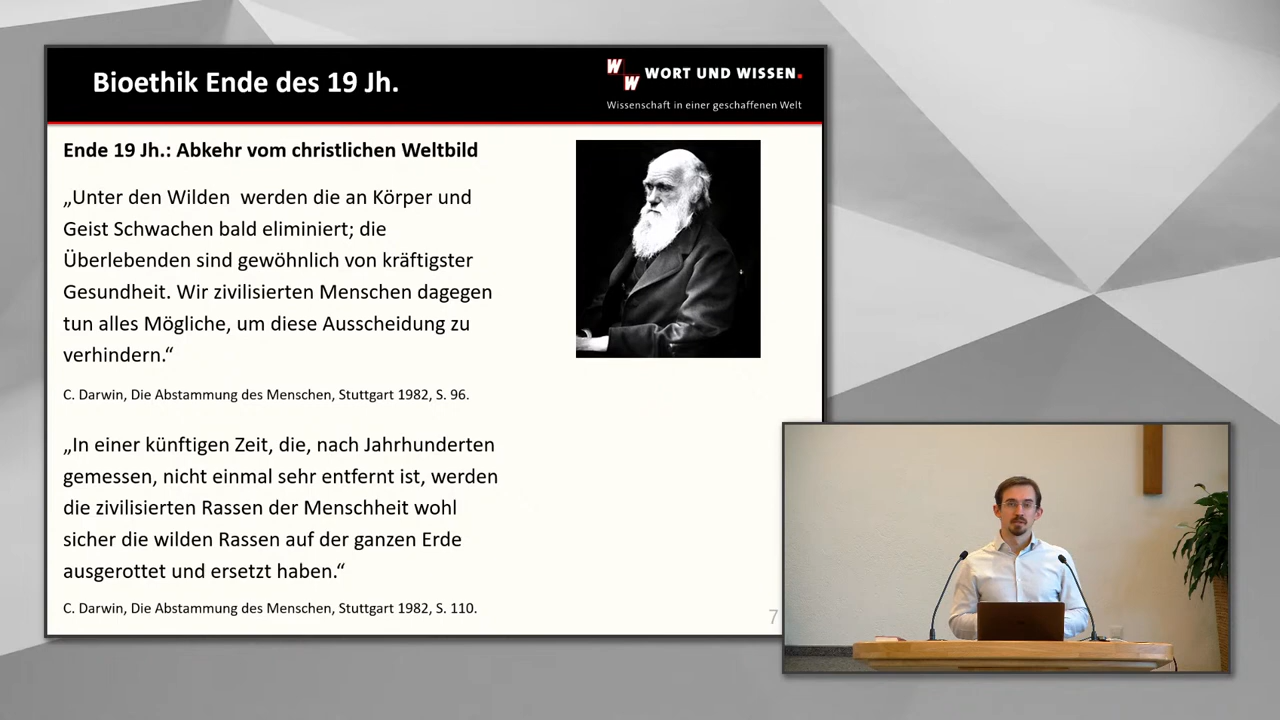 Bioethik Ende des 19 Jh.
W W WORT UND WISSEN.
Wissenschaft in einer geschaffenen Welt
Ende 19 Jh.: Abkehr vom christlichen Weltbild
„Unter den Wilden werden die an Körper und
Geist Schwachen bald eliminiert; die
Überlebenden sind gewöhnlich von kräftigster
Gesundheit. Wir zivilisierten Menschen dagegen
tun alles Mögliche, um diese Ausscheidung zu
verhindern.“
C. Darwin, Die Abstammung des Menschen, Stuttgart 1982, S. 96.
„In einer künftigen Zeit, die, nach Jahrhunderten
gemessen, nicht einmal sehr entfernt ist, werden
die zivilisierten Rassen der Menschheit wohl
sicher die wilden Rassen auf der ganzen Erde
ausgerottet und ersetzt haben.“
C. Darwin, Die Abstammung des Menschen, Stuttgart 1982, S. 110.
7